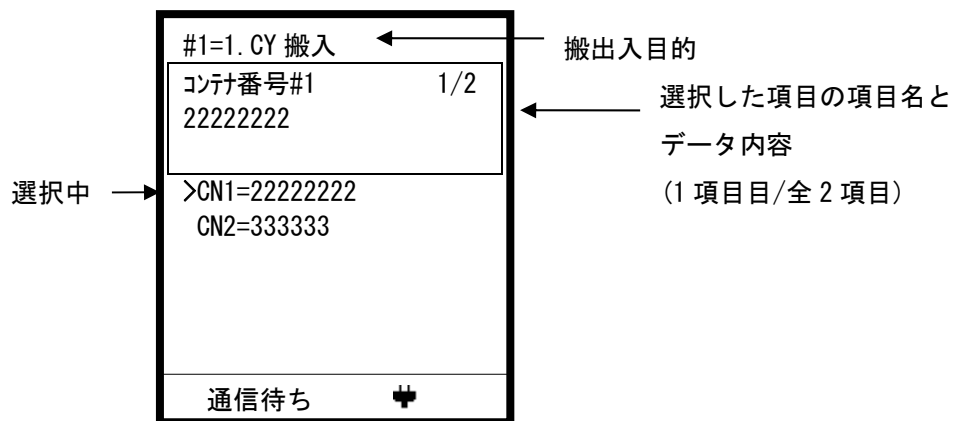 #1=1. CY 搬入
搬出入目的
ｺﾝﾃﾅ番号#1 1/2
22222222
選択した項目の項目名と
データ内容
(1 項目目/全 2 項目)
選択中
>CN1=22222222
CN2=333333
通信待ち